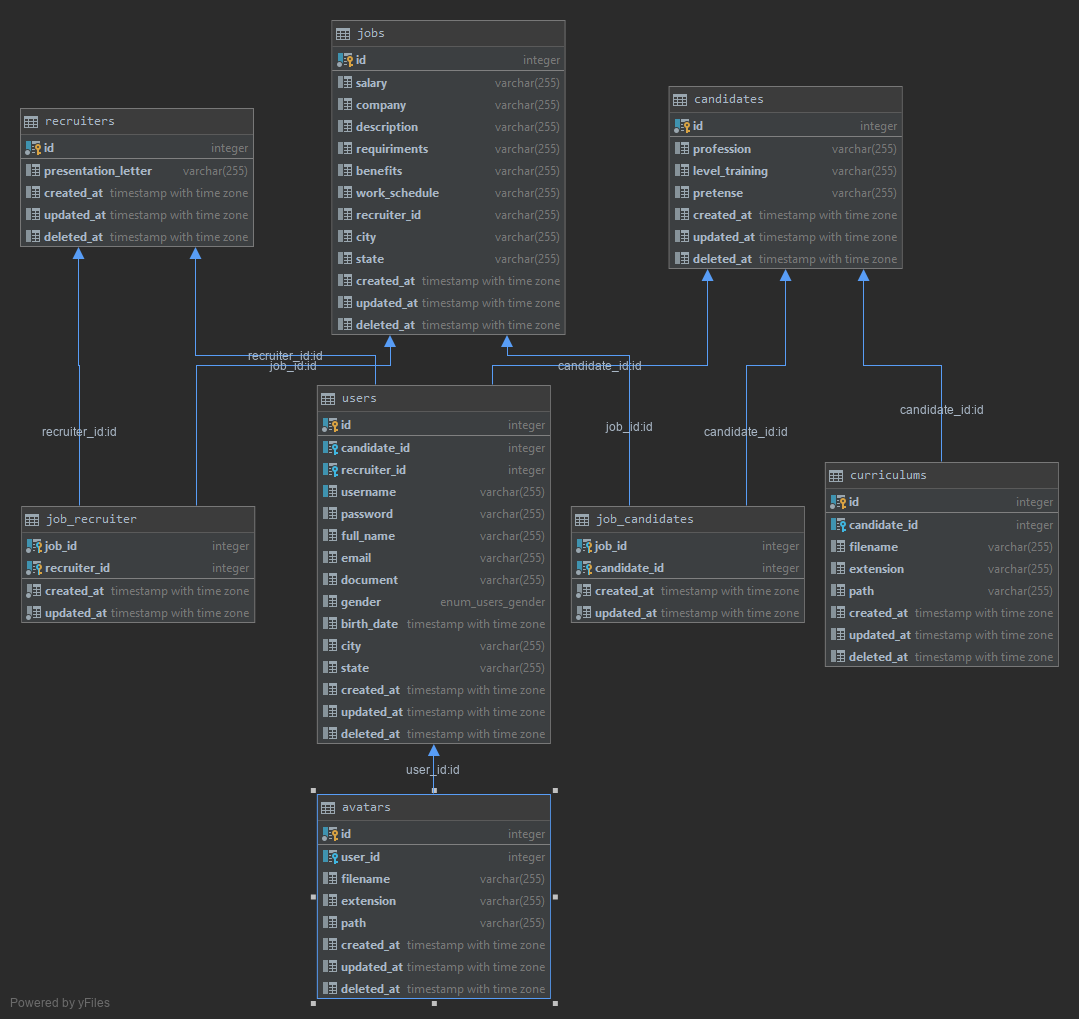 jobs
id integer
salary varchar(255)
company varchar(255)
description varchar(255)
requiriments varchar(255)
benefits varchar(255)
work_schedule varchar(255)
recruiter_id varchar(255)
city varchar(255)
state varchar(255)
created_at timestamp with time zone
updated_at timestamp with time zone
deleted_at timestamp with time zone
candidates
id integer
profession varchar(255)
level_training varchar(255)
pretense varchar(255)
created_at timestamp with time zone
updated_at timestamp with time zone
deleted_at timestamp with time zone
recruiters
id integer
presentation_letter varchar(255)
created_at timestamp with time zone
updated_at timestamp with time zone
deleted_at timestamp with time zone
recruiter_id:id
job_id:id
candidate_id:id
recruiter_id:id
job_id:id
candidate_id:id
candidate_id:id
users
id integer
candidate_id integer
recruiter_id integer
username varchar(255)
password varchar(255)
full_name varchar(255)
email varchar(255)
document varchar(255)
gender enum_users_gender
birth_date timestamp with time zone
city varchar(255)
state varchar(255)
created_at timestamp with time zone
updated_at timestamp with time zone
deleted_at timestamp with time zone
curriculums
id integer
candidate_id integer
filename varchar(255)
extension varchar(255)
path varchar(255)
created_at timestamp with time zone
updated_at timestamp with time zone
deleted_at timestamp with time zone
job_recruiter
job_id integer
recruiter_id integer
created_at timestamp with time zone
updated_at timestamp with time zone
job_candidates
job_id integer
candidate_id integer
created_at timestamp with time zone
updated_at timestamp with time zone
user_id:id
avatars
id integer
user_id integer
filename varchar(255)
extension varchar(255)
path varchar(255)
created_at timestamp with time zone
updated_at timestamp with time zone
deleted_at timestamp with time zone
Powered by yFiles